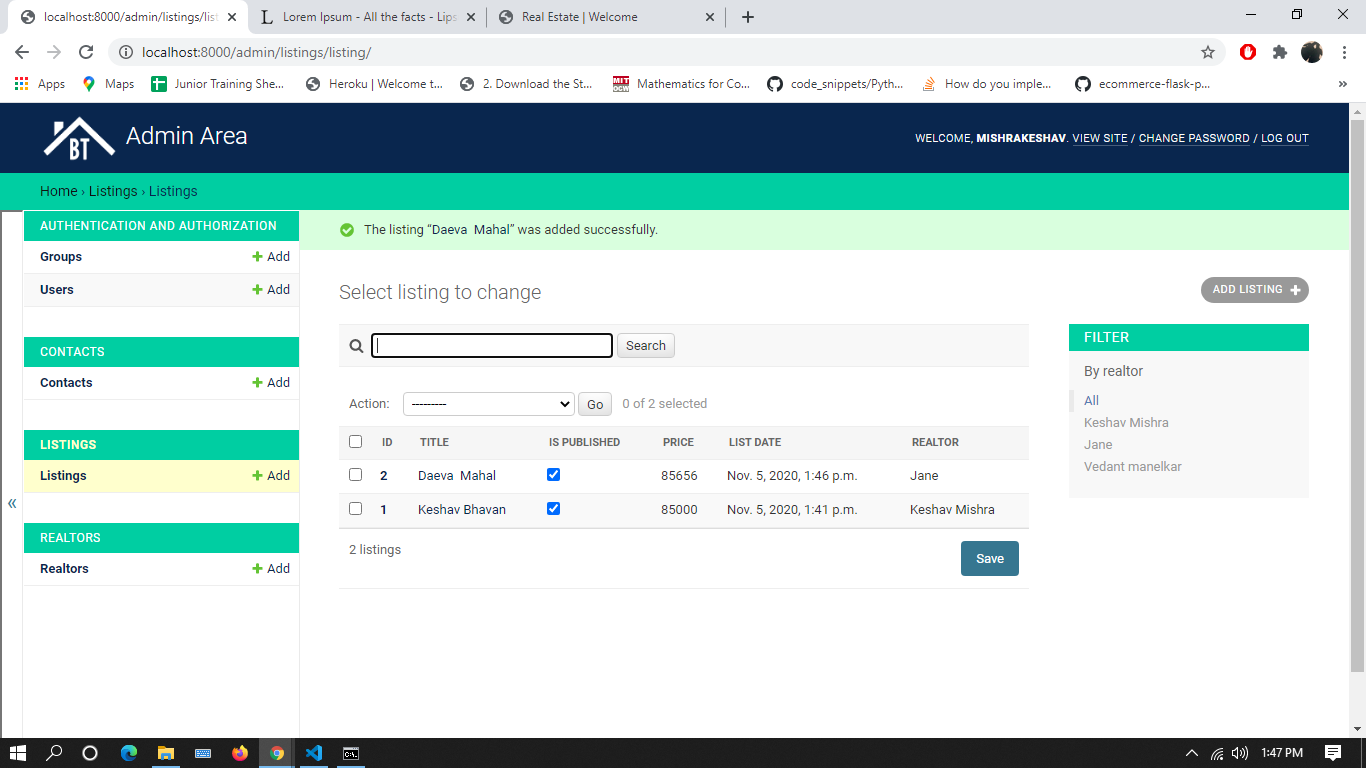 localhost:8000/admin/listings/list
Lorem Ipsum - All the facts - Lips
Real Estate | Welcome
localhost:8000/admin/listings/listing/
Apps
Maps
Junior Training She...
Heroku | Welcome t...
2. Download the St...
MIT OCW
Mathematics for Co...
code_snippets/Pyth...
How do you imple...
ecommerce-flask-p...
»
BT
Admin Area
WELCOME, MISHRAKESHAV. VIEW SITE / CHANGE PASSWORD / LOG OUT
Home › Listings › Listings
AUTHENTICATION AND AUTHORIZATION
Groups + Add
Users + Add
CONTACTS
Contacts + Add
LISTINGS
Listings + Add
«
REALTORS
Realtors + Add
The listing “Daeva  Mahal” was added successfully.
Select listing to change
ADD LISTING +
Search
Action: --------- Go 0 of 2 selected
ID TITLE IS PUBLISHED PRICE LIST DATE REALTOR
2 Daeva  Mahal 85656 Nov. 5, 2020, 1:46 p.m. Jane
1 Keshav Bhavan 85000 Nov. 5, 2020, 1:41 p.m. Keshav Mishra
2 listings
Save
FILTER
By realtor
All
Keshav Mishra
Jane
Vedant manelkar
1:47 PM